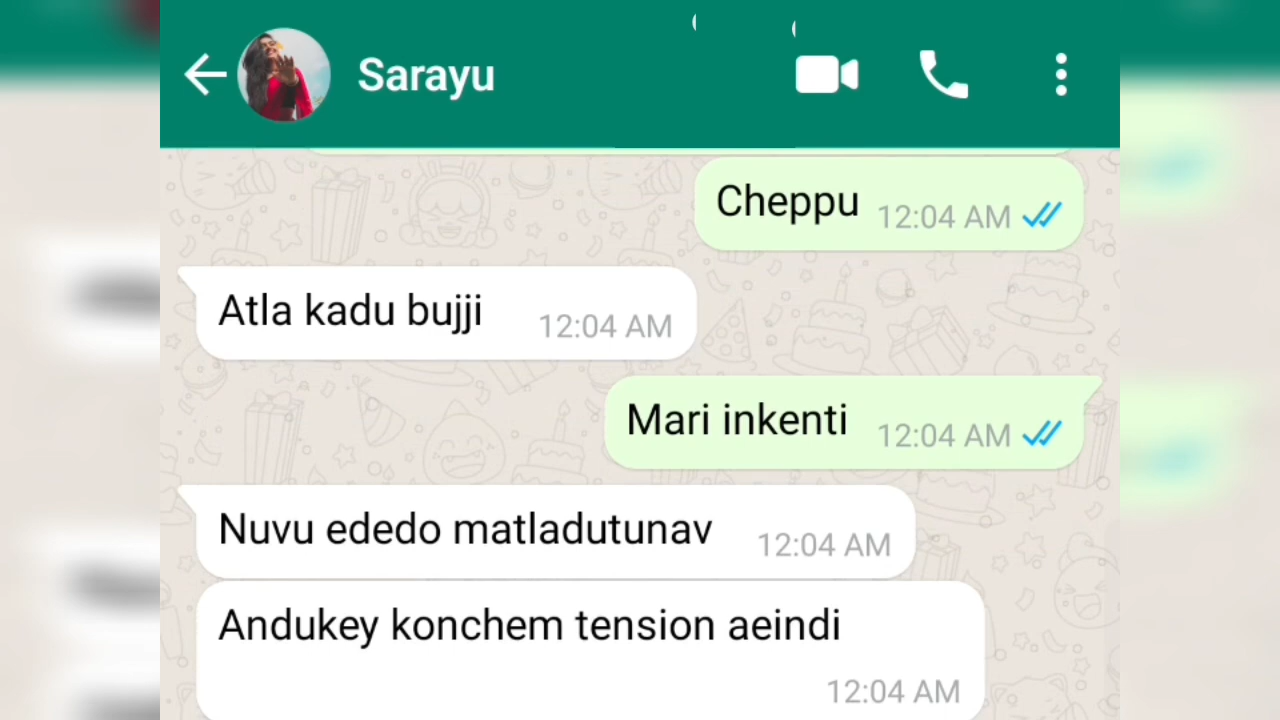 Sarayu
Cheppu 12:04 AM
Atla kadu bujji 12:04 AM
Mari inkenti 12:04 AM
Nuvu ededo matladutunav 12:04 AM
Andukey konchem tension aeindi
12:04 AM